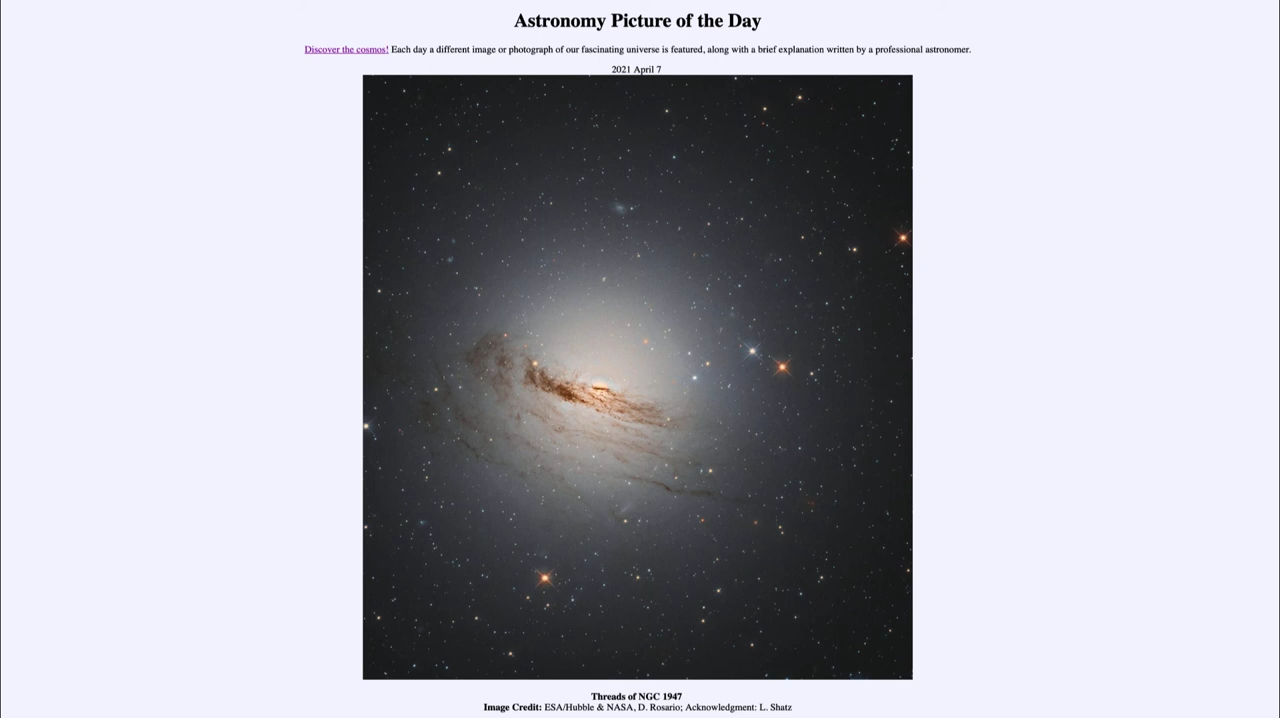 Astronomy Picture of the Day
Discover the cosmos! Each day a different image or photograph of our fascinating universe is featured, along with a brief explanation written by a professional astronomer.
2021 April 7
Threads of NGC 1947
Image Credit: ESA/Hubble & NASA, D. Rosario; Acknowledgment: L. Shatz